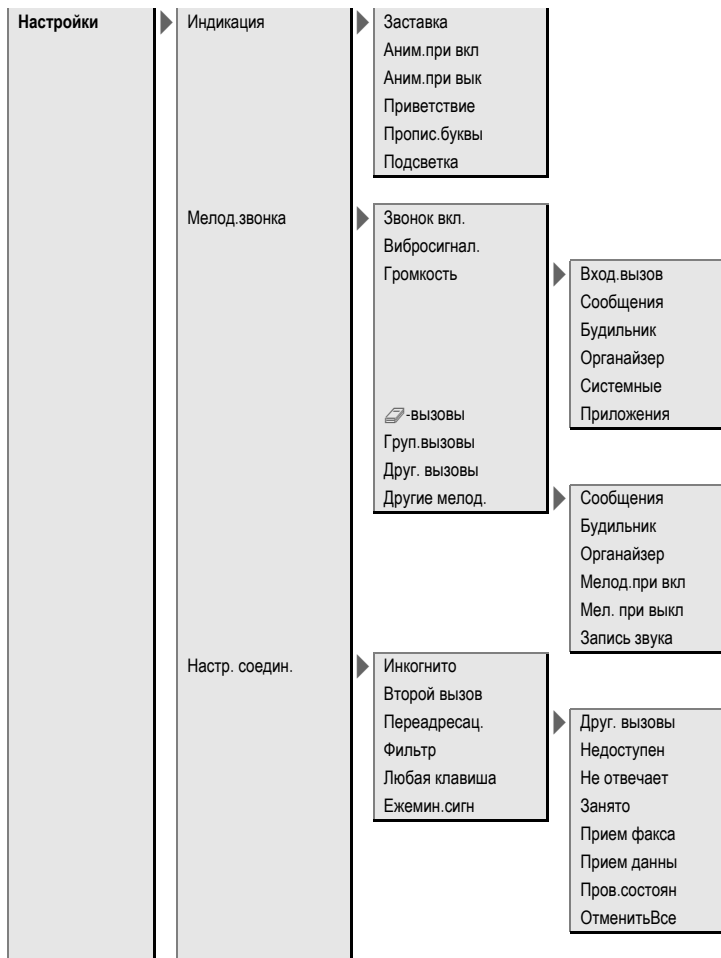 Настройки
Индикация
Заставка
Аним.при вкл
Аним.при вык
Приветствие
Пропис.буквы
Подсветка
Мелод.звонка
Звонок вкл.
Вибросигнал.
Громкость
Вход.вызов
Сообщения
Будильник
Органайзер
Системные
Приложения
-вызовы
Груп.вызовы
Друг. вызовы
Другие мелод.
Сообщения
Будильник
Органайзер
Мелод.при вкл
Мел. при выкл
Запись звука
Настр. соедин.
Инкогнито
Второй вызов
Переадресац.
Друг. вызовы
Недоступен
Не отвечает
Занято
Прием факса
Прием данны
Пров.состоян
ОтменитьВсе
Фильтр
Любая клавиша
Ежемин.сигн